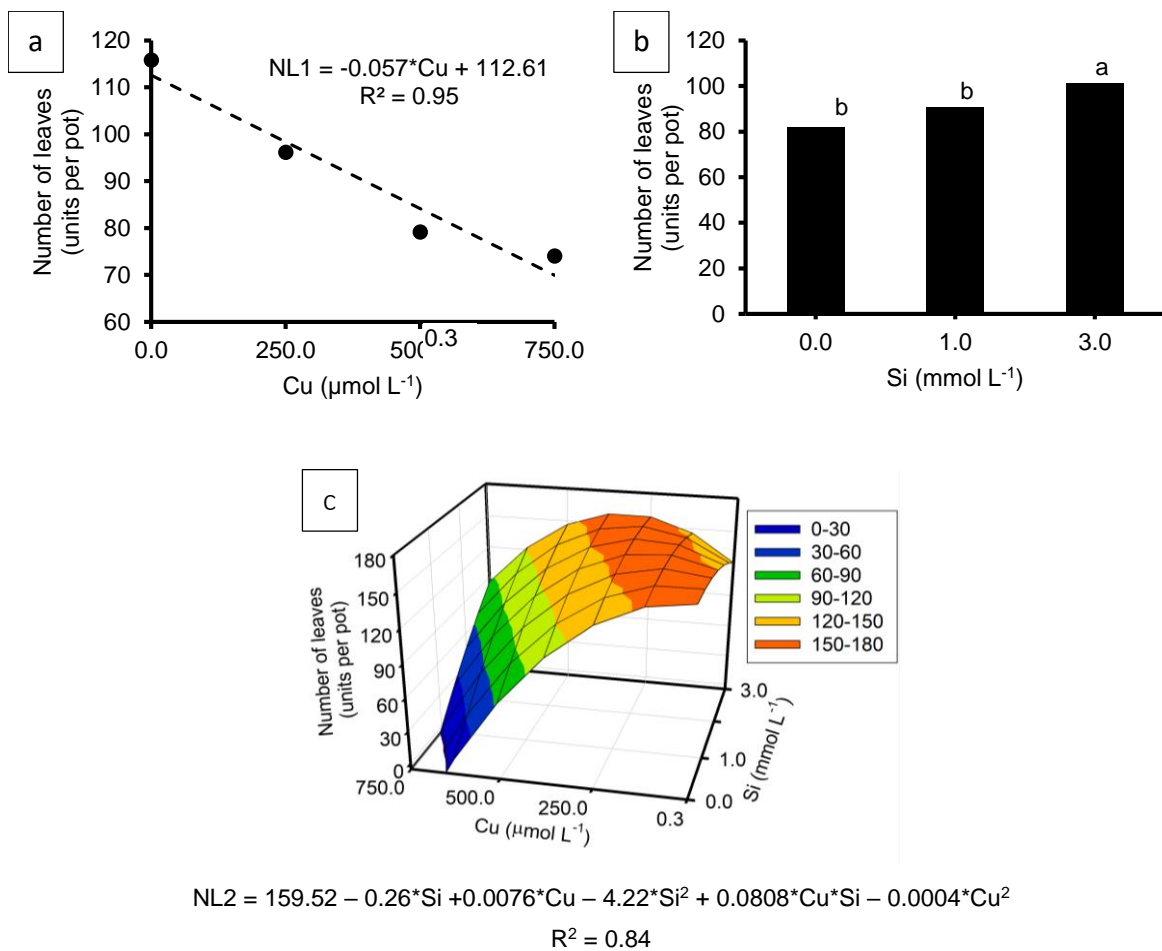 a
120
110
100
90
80
70
60
Number of leaves
(units per pot)
NL1 = -0.057*Cu + 112.61
R² = 0.95
0.0
250.0
500
0.3
750.0
Cu (µmol L⁻¹)
b
120
100
80
60
40
20
0
Number of leaves
(units per pot)
b
b
a
0.0
1.0
3.0
Si (mmol L⁻¹)
c
180
150
120
90
60
30
0
Number of leaves
(units per pot)
750.0
500.0
250.0
0.3
Cu (µmol L⁻¹)
0.0
1.0
3.0
Si (mmol L⁻¹)
0-30
30-60
60-90
90-120
120-150
150-180
NL2 = 159.52 – 0.26*Si +0.0076*Cu – 4.22*Si² + 0.0808*Cu*Si – 0.0004*Cu²
R² = 0.84